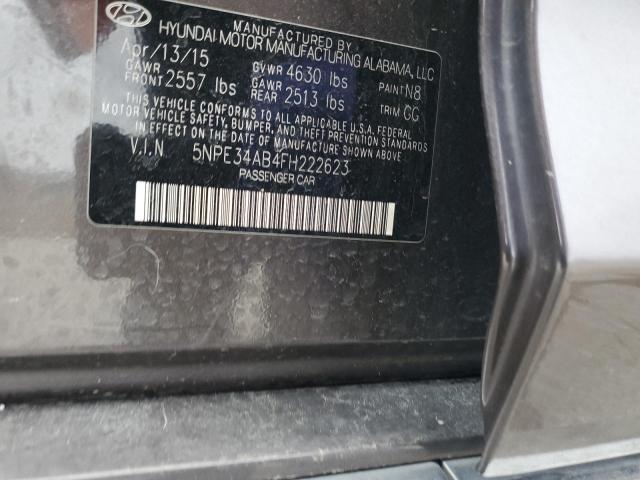 MANUFACTURED BY
HYUNDAI MOTOR MANUFACTURING ALABAMA, LLC
Apr/13/15 GVWR 4630 lbs PAINT N8
GAWR FRONT 2557 lbs GAWR REAR 2513 lbs TRIM GG
THIS VEHICLE CONFORMS TO ALL APPLICABLE U.S.A. FEDERAL
MOTOR VEHICLE SAFETY, BUMPER, AND THEFT PREVENTION
STANDARDS IN EFFECT ON THE DATE OF MANUFACTURE SHOWN ABOVE.
V.I.N 5NPE34AB4FH222623
PASSENGER CAR